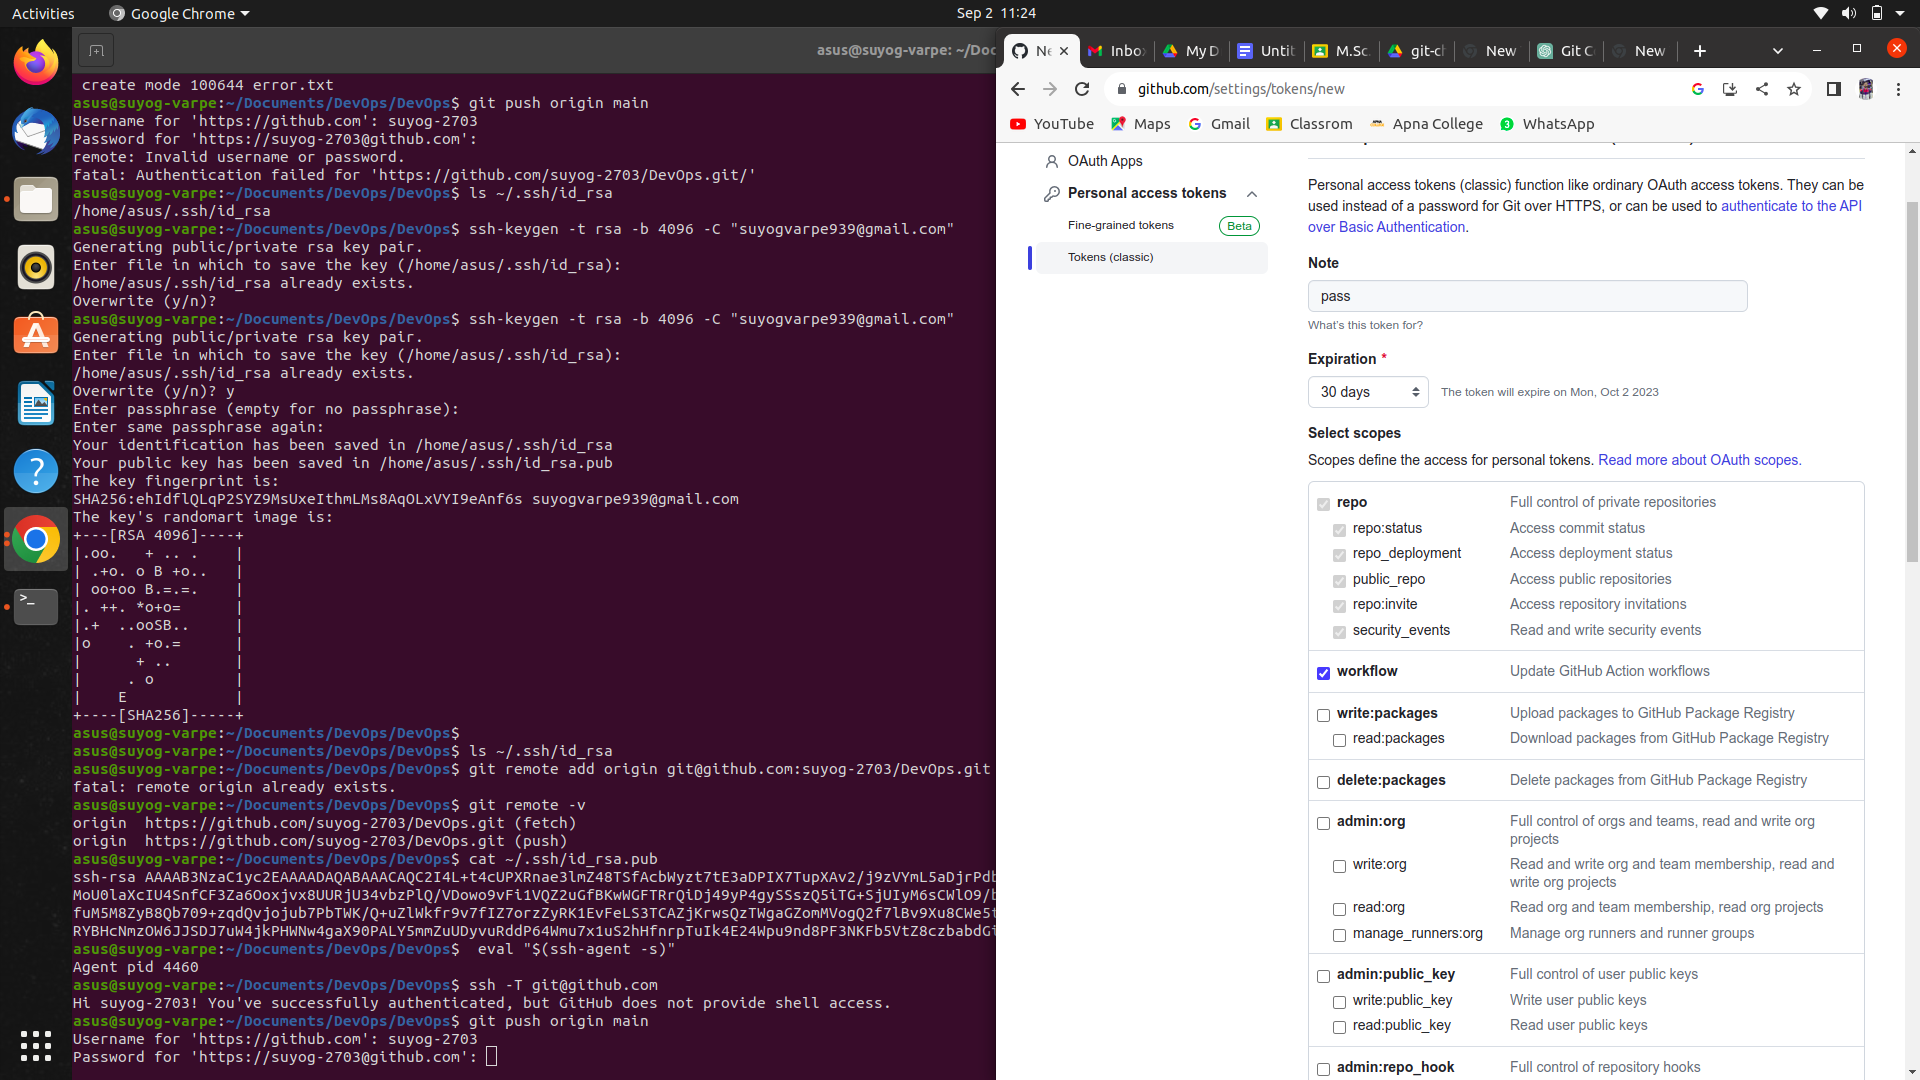 Activities
Google Chrome
Sep 2 11:24
asus@suyog-varpe: ~/Doc
create mode 100644 error.txt
asus@suyog-varpe:~/Documents/DevOps/DevOps$ git push origin main
Username for 'https://github.com': suyog-2703
Password for 'https://suyog-2703@github.com':
remote: Invalid username or password.
fatal: Authentication failed for 'https://github.com/suyog-2703/DevOps.git/'
asus@suyog-varpe:~/Documents/DevOps/DevOps$ ls ~/.ssh/id_rsa
/home/asus/.ssh/id_rsa
asus@suyog-varpe:~/Documents/DevOps/DevOps$ ssh-keygen -t rsa -b 4096 -C "suyogvarpe939@gmail.com"
Generating public/private rsa key pair.
Enter file in which to save the key (/home/asus/.ssh/id_rsa):
/home/asus/.ssh/id_rsa already exists.
Overwrite (y/n)?
asus@suyog-varpe:~/Documents/DevOps/DevOps$ ssh-keygen -t rsa -b 4096 -C "suyogvarpe939@gmail.com"
Generating public/private rsa key pair.
Enter file in which to save the key (/home/asus/.ssh/id_rsa):
/home/asus/.ssh/id_rsa already exists.
Overwrite (y/n)? y
Enter passphrase (empty for no passphrase):
Enter same passphrase again:
Your identification has been saved in /home/asus/.ssh/id_rsa
Your public key has been saved in /home/asus/.ssh/id_rsa.pub
The key fingerprint is:
SHA256:ehIdflQLqP2SYZ9MsUxeIthmLMs8AqOLxVYI9eAnf6s suyogvarpe939@gmail.com
The key's randomart image is:
+---[RSA 4096]----+
|.oo.   + .. .    |
| .+o. o B +o..   |
| oo+oo B.=.=.    |
|. ++. *o+o=      |
|.+  ..ooSB..     |
|o    . +o.=      |
|      + ..       |
|     . o         |
|    E            |
+----[SHA256]-----+
asus@suyog-varpe:~/Documents/DevOps/DevOps$
asus@suyog-varpe:~/Documents/DevOps/DevOps$ ls ~/.ssh/id_rsa
asus@suyog-varpe:~/Documents/DevOps/DevOps$ git remote add origin git@github.com:suyog-2703/DevOps.git
fatal: remote origin already exists.
asus@suyog-varpe:~/Documents/DevOps/DevOps$ git remote -v
origin  https://github.com/suyog-2703/DevOps.git (fetch)
origin  https://github.com/suyog-2703/DevOps.git (push)
asus@suyog-varpe:~/Documents/DevOps/DevOps$ cat ~/.ssh/id_rsa.pub
ssh-rsa AAAAB3NzaC1yc2EAAAADAQABAAACAQC2I4L+t4cUPXRnae3lmZ48TSfAcbWyzt7tE3aDPIX7TupXAv2/j9zVYmL5aDjrPdb
MoU0laXcIU4SnfCF3Za6Ooxjvx8UURjU34vbzPlQ/VDowo9vFi1VQZ2uGfBKwWGFTRrQiDj49yP4gySSszQ5iTG+SjUIyM6sCWlO9/b
fuM5M8ZyB8Qb709+zqdQvjojub7PbTWK/Q+uZlWkfr9v7fIZ7orzZyRK1EvFeLS3TCAZjKrwsQzTWgaGZomMVogQ2f7lBv9Xu8CWe5t
RYBHcNmzOW6JJSDJ7uW4jkPHWNw4gaX90PALY5mmZuUDyvuRddP64Wmu7x1uS2hHfnrpTuIk4E24Wpu9nd8PF3NKFb5VtZ8czbabdGi
asus@suyog-varpe:~/Documents/DevOps/DevOps$  eval "$(ssh-agent -s)"
Agent pid 4460
asus@suyog-varpe:~/Documents/DevOps/DevOps$ ssh -T git@github.com
Hi suyog-2703! You've successfully authenticated, but GitHub does not provide shell access.
asus@suyog-varpe:~/Documents/DevOps/DevOps$ git push origin main
Username for 'https://github.com': suyog-2703
Password for 'https://suyog-2703@github.com':
Ne
Inbo
My D
Untit
M.Sc
git-ch
New
Git C
New
github.com/settings/tokens/new
YouTube
Maps
Gmail
Classrom
Apna College
3
WhatsApp
OAuth Apps
Personal access tokens
Fine-grained tokens
Beta
Tokens (classic)
Personal access tokens (classic) function like ordinary OAuth access tokens. They can be
used instead of a password for Git over HTTPS, or can be used to authenticate to the API
over Basic Authentication.
Note
pass
What's this token for?
Expiration *
30 days
The token will expire on Mon, Oct 2 2023
Select scopes
Scopes define the access for personal tokens. Read more about OAuth scopes.
repo Full control of private repositories
repo:status Access commit status
repo_deployment Access deployment status
public_repo Access public repositories
repo:invite Access repository invitations
security_events Read and write security events
workflow Update GitHub Action workflows
write:packages Upload packages to GitHub Package Registry
read:packages Download packages from GitHub Package Registry
delete:packages Delete packages from GitHub Package Registry
admin:org Full control of orgs and teams, read and write org
projects
write:org Read and write org and team membership, read and
write org projects
read:org Read org and team membership, read org projects
manage_runners:org Manage org runners and runner groups
admin:public_key Full control of user public keys
write:public_key Write user public keys
read:public_key Read user public keys
admin:repo_hook Full control of repository hooks